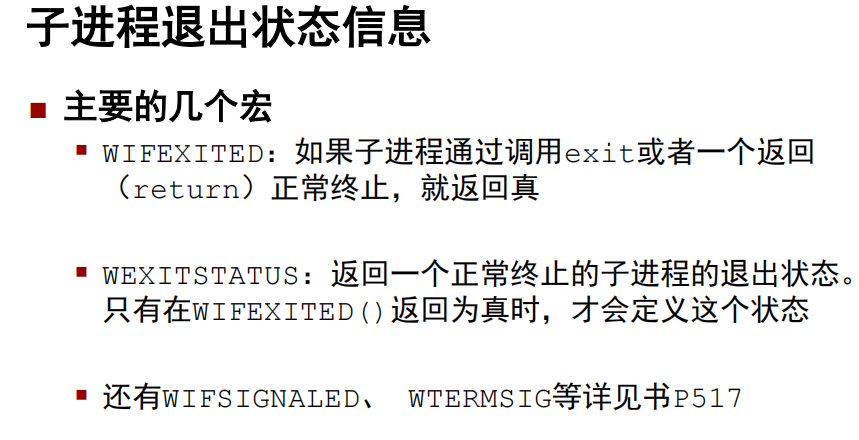 子进程退出状态信息
主要的几个宏
WIFEXITED：如果子进程通过调用exit或者一个返回
（return）正常终止，就返回真
WEXITSTATUS：返回一个正常终止的子进程的退出状态。
只有在WIFEXITED()返回为真时，才会定义这个状态
还有WIFSIGNALED、 WTERMSIG等详见书P517